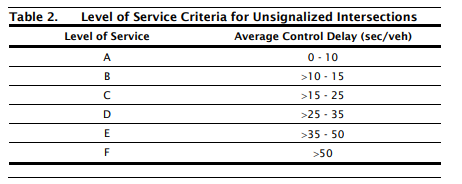 Table 2. Level of Service Criteria for Unsignalized Intersections
Level of Service Average Control Delay (sec/veh)
A 0 - 10
B >10 - 15
C >15 - 25
D >25 - 35
E >35 - 50
F >50